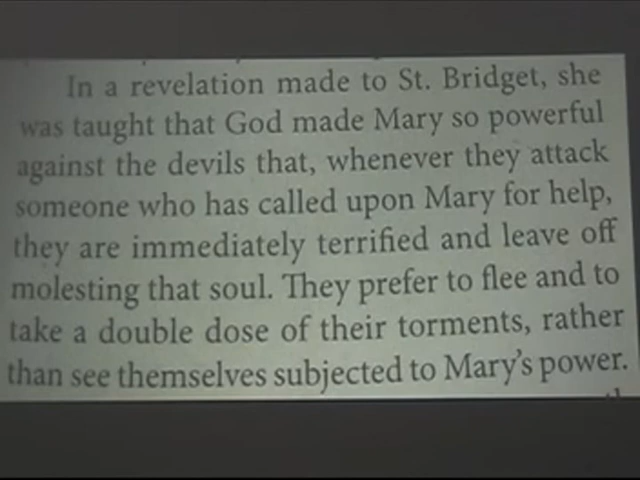 In a revelation made to St. Bridget, she
was taught that God made Mary so powerful
against the devils that, whenever they attack
someone who has called upon Mary for help,
they are immediately terrified and leave off
molesting that soul. They prefer to flee and to
take a double dose of their torments, rather
than see themselves subjected to Mary's power.